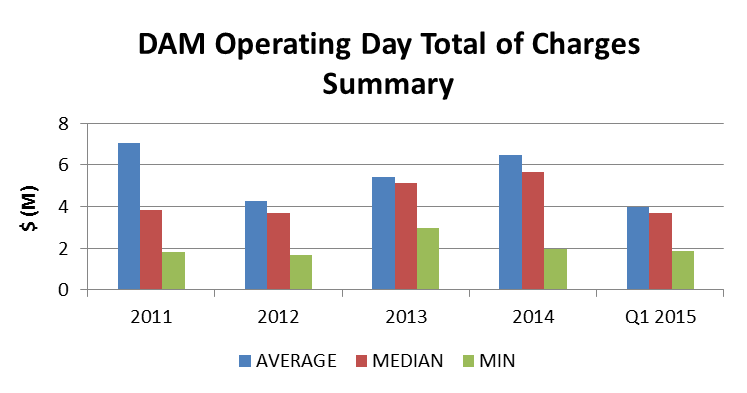 DAM Operating Day Total of Charges
Summary
8
6
4
2
0
$ (M)
2011 2012 2013 2014 Q1 2015
AVERAGE MEDIAN MIN